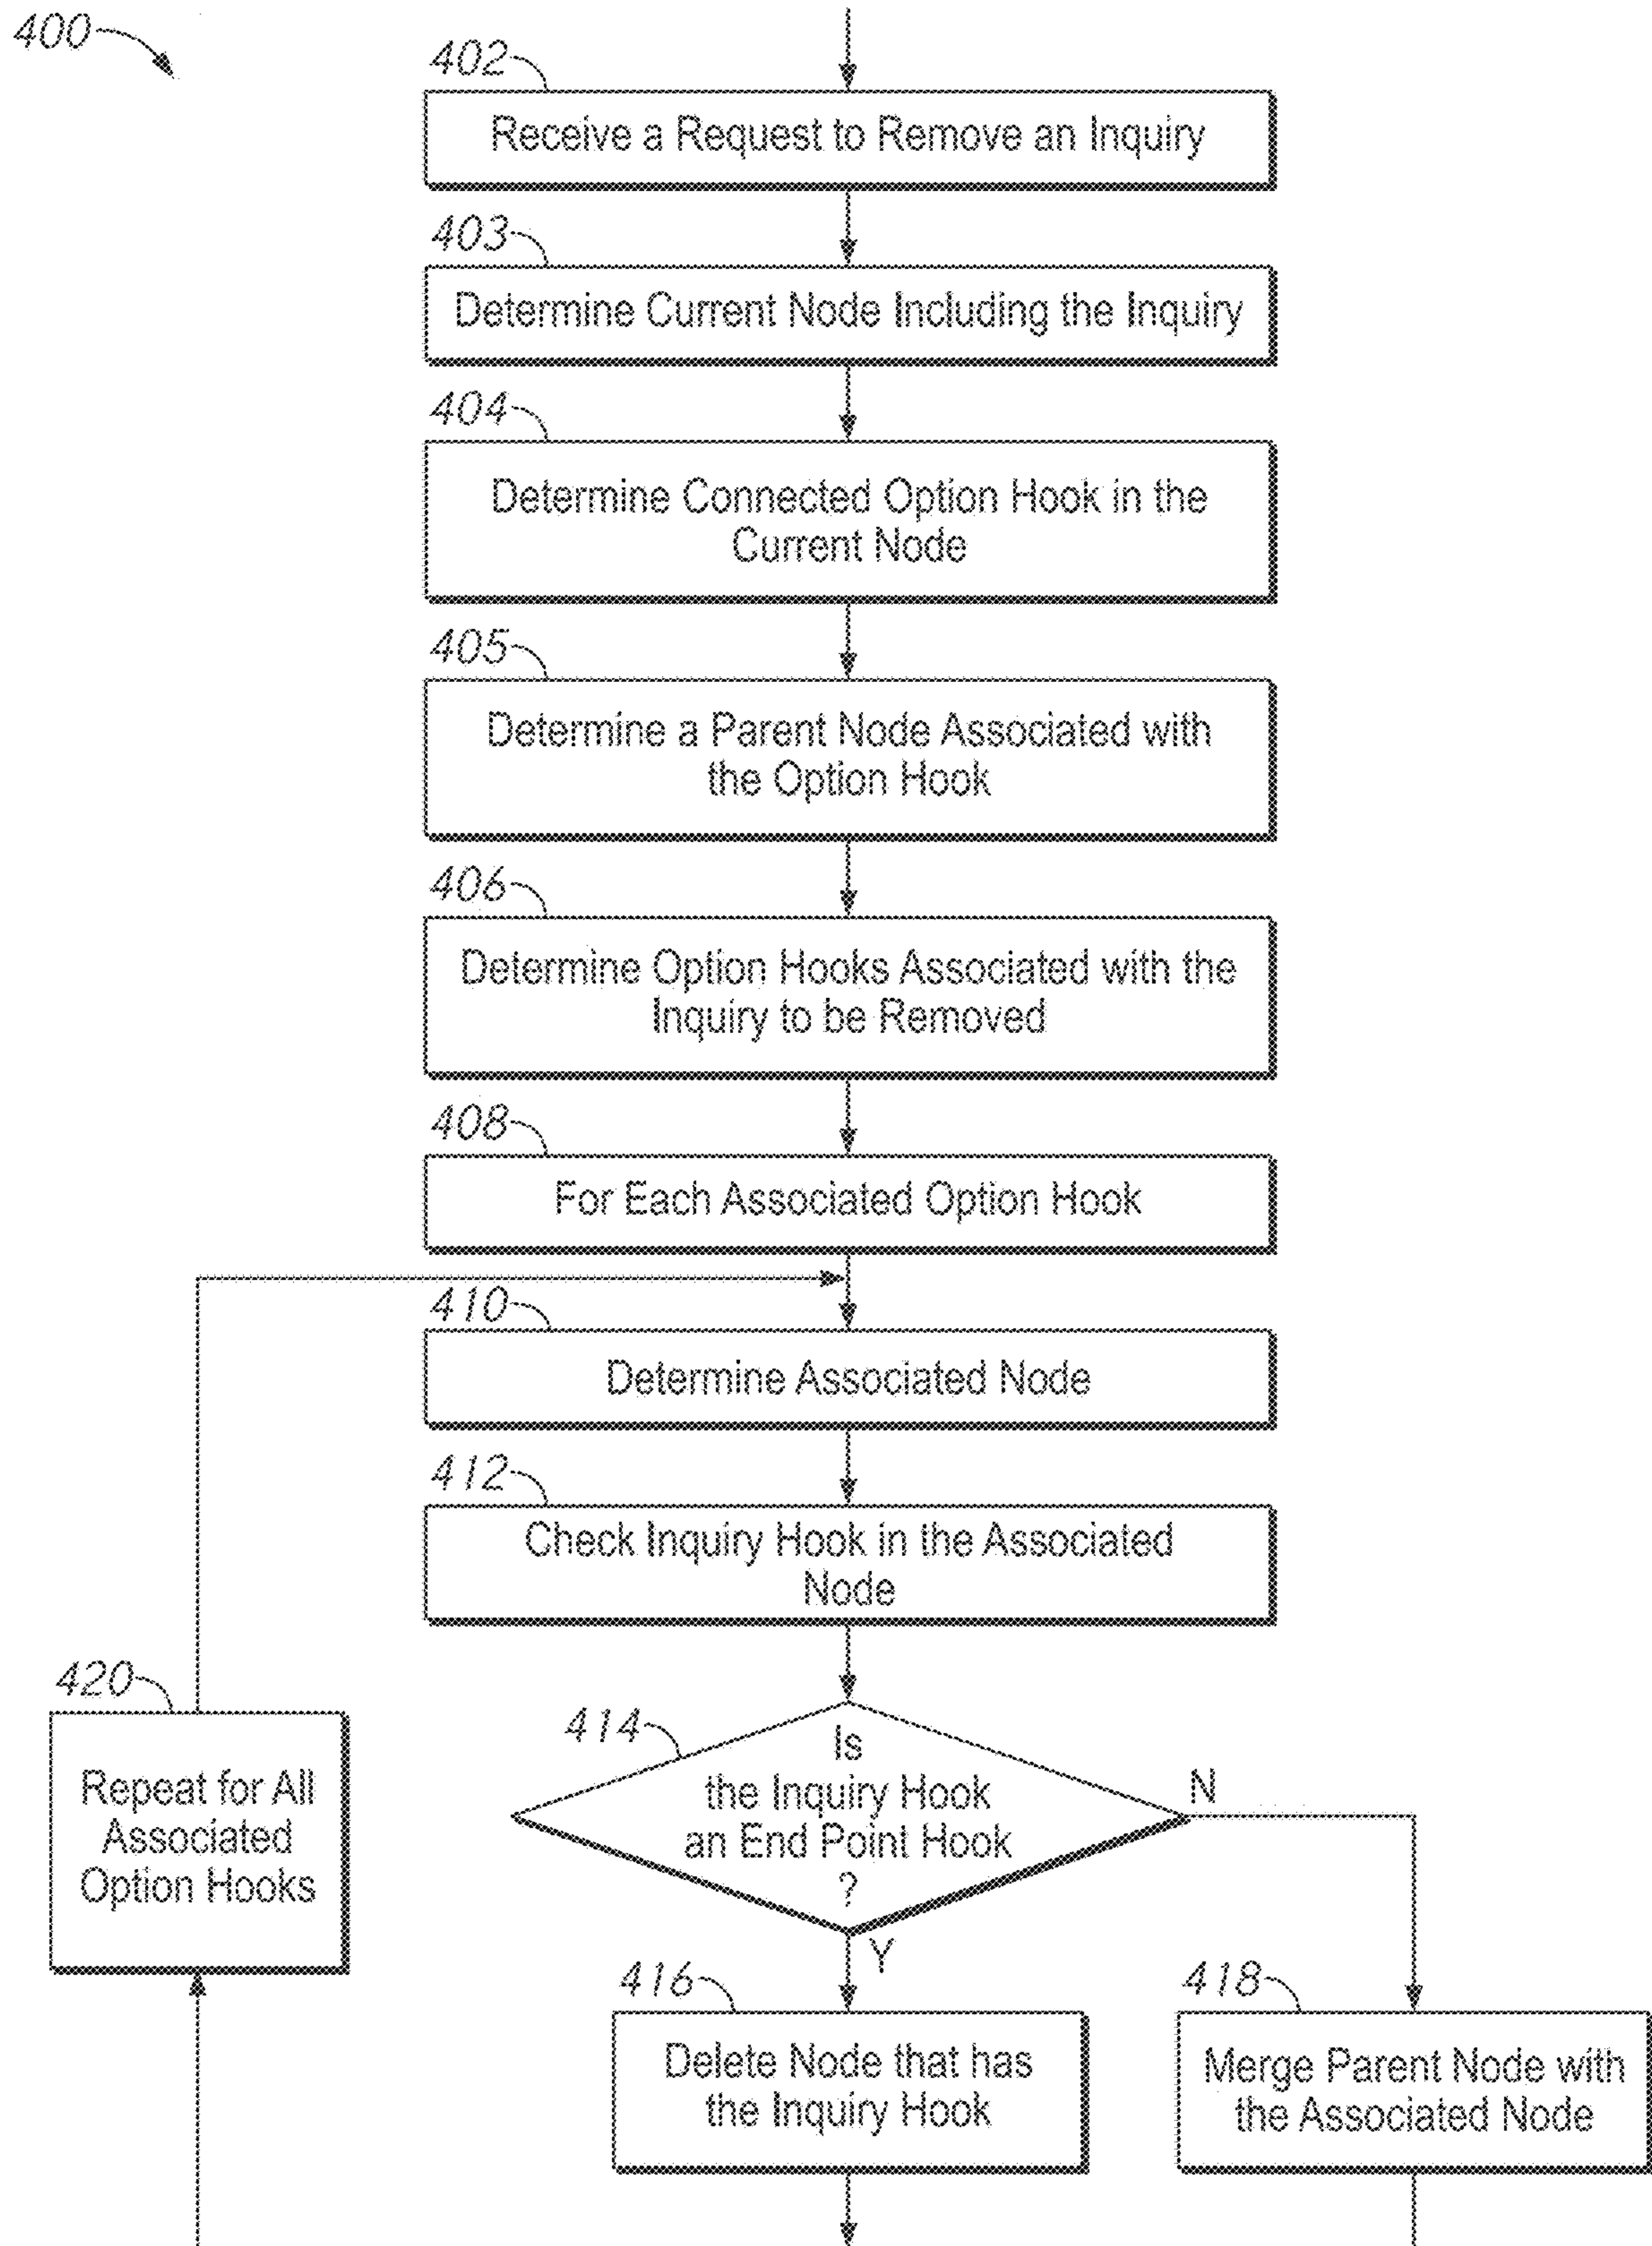 400
402
Receive a Request to Remove an Inquiry
403
Determine Current Node Including the Inquiry
404
Determine Connected Option Hook in the
Current Node
405
Determine a Parent Node Associated with
the Option Hook
406
Determine Option Hooks Associated with the
Inquiry to be Removed
408
For Each Associated Option Hook
410
Determine Associated Node
412
Check Inquiry Hook in the Associated
Node
420
Repeat for All
Associated
Option Hooks
414
Is
the Inquiry Hook
an End Point Hook
?
N
Y
416
Delete Node that has
the Inquiry Hook
418
Merge Parent Node with
the Associated Node